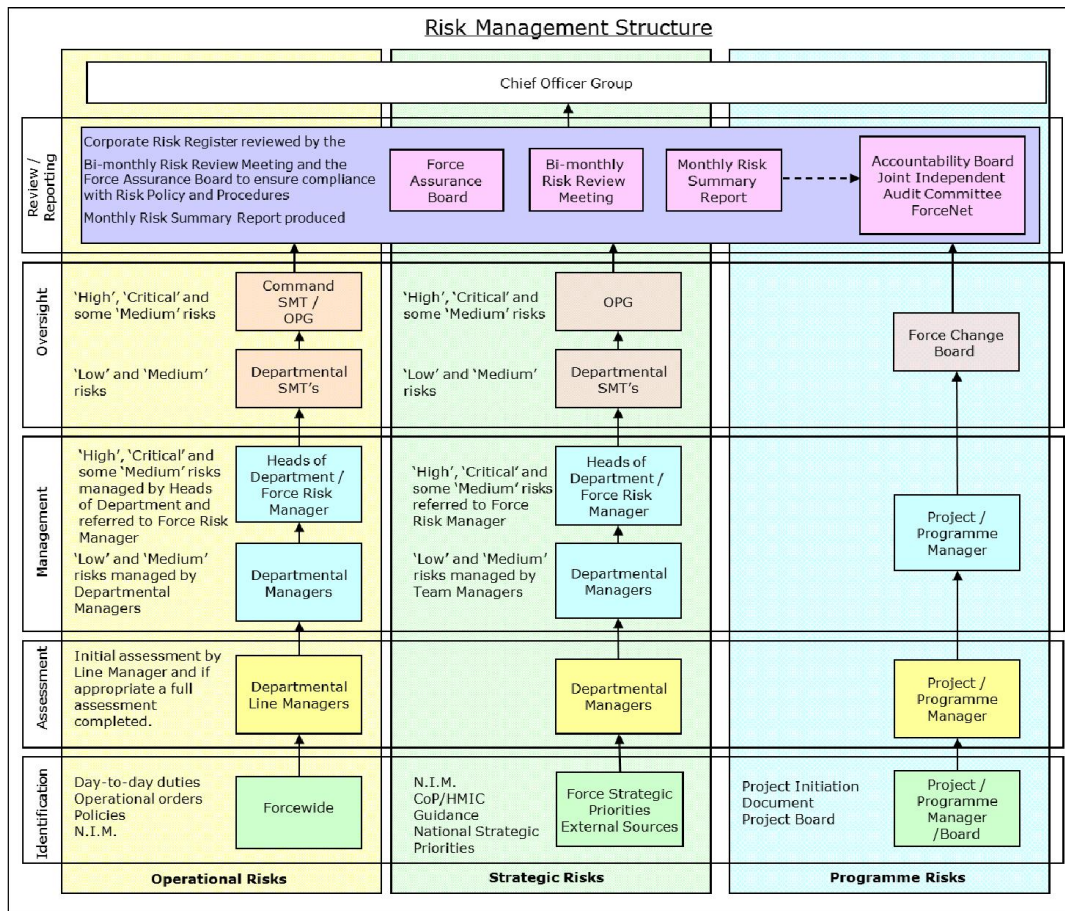 Risk Management Structure
Chief Officer Group
Review /
Reporting
Corporate Risk Register reviewed by the
Bi-monthly Risk Review Meeting and the
Force Assurance Board to ensure compliance
with Risk Policy and Procedures
Monthly Risk Summary Report produced
Force
Assurance
Board
Bi-monthly
Risk Review
Meeting
Monthly Risk
Summary
Report
Accountability Board
Joint Independent
Audit Committee
ForceNet
Oversight
‘High’, ‘Critical’ and
some ‘Medium’ risks
Command
SMT /
OPG
‘High’, ‘Critical’ and
some ‘Medium’ risks
OPG
Force Change
Board
‘Low’ and ‘Medium’
risks
Departmental
SMT’s
‘Low’ and ‘Medium’
risks
Departmental
SMT’s
Management
‘High’, ‘Critical’ and
some ‘Medium’ risks
managed by Heads
of Department and
referred to Force Risk
Manager
Heads of
Department /
Force Risk
Manager
‘High’, ‘Critical’ and
some ‘Medium’ risks
referred to Force
Risk Manager
Heads of
Department /
Force Risk
Manager
Project /
Programme
Manager
‘Low’ and ‘Medium’
risks managed by
Departmental
Managers
Departmental
Managers
‘Low’ and ‘Medium’
risks managed by
Team Managers
Departmental
Managers
Assessment
Initial assessment by
Line Manager and if
appropriate a full
assessment
completed.
Departmental
Line Managers
Departmental
Managers
Project /
Programme
Manager
Identification
Day-to-day duties
Operational orders
Policies
N.I.M.
Forcewide
N.I.M.
CoP/HMIC
Guidance
National Strategic
Priorities
Force Strategic
Priorities
External Sources
Project Initiation
Document
Project Board
Project /
Programme
Manager
/Board
Operational Risks
Strategic Risks
Programme Risks